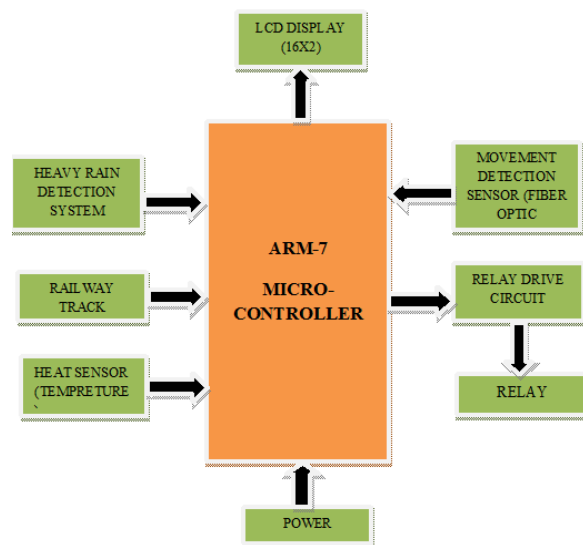 LCD DISPLAY
(16X2)
HEAVY RAIN
DETECTION
SYSTEM
MOVEMENT
DETECTION
SENSOR (FIBER
OPTIC
ARM-7
MICRO-
CONTROLLER
RAILWAY
TRACK
RELAY DRIVE
CIRCUIT
HEAT SENSOR
(TEMPRETURE
)
RELAY
POWER